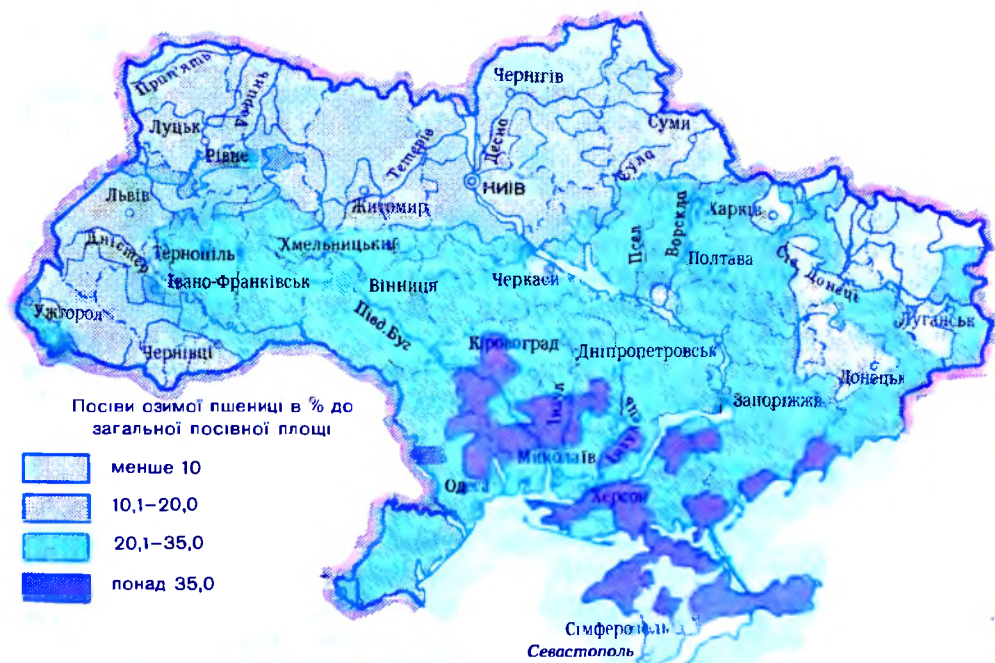 Прип'ять
Горинь
Чернігів
Луцьк
Рівне
Тетерів
Десна
Суми
Сула
КИЇВ
Львів
Житомир
Псел
Ворскла
Харків
Дністер
Тернопіль
Хмельницький
Полтава
Сів. Донець
Івано-Франківськ
Вінниця
Черкаси
Ужгород
Півд. Буг
Луганськ
Чернівці
Кіровоград
Дніпропетровськ
Донецьк
Запоріжжя
Інгул
Миколаїв
Од
Херсон
Сімферополь
Севастополь
Посіви озимої пшениці в % до
загальної посівної площі
менше 10
10,1–20,0
20,1–35,0
понад 35,0